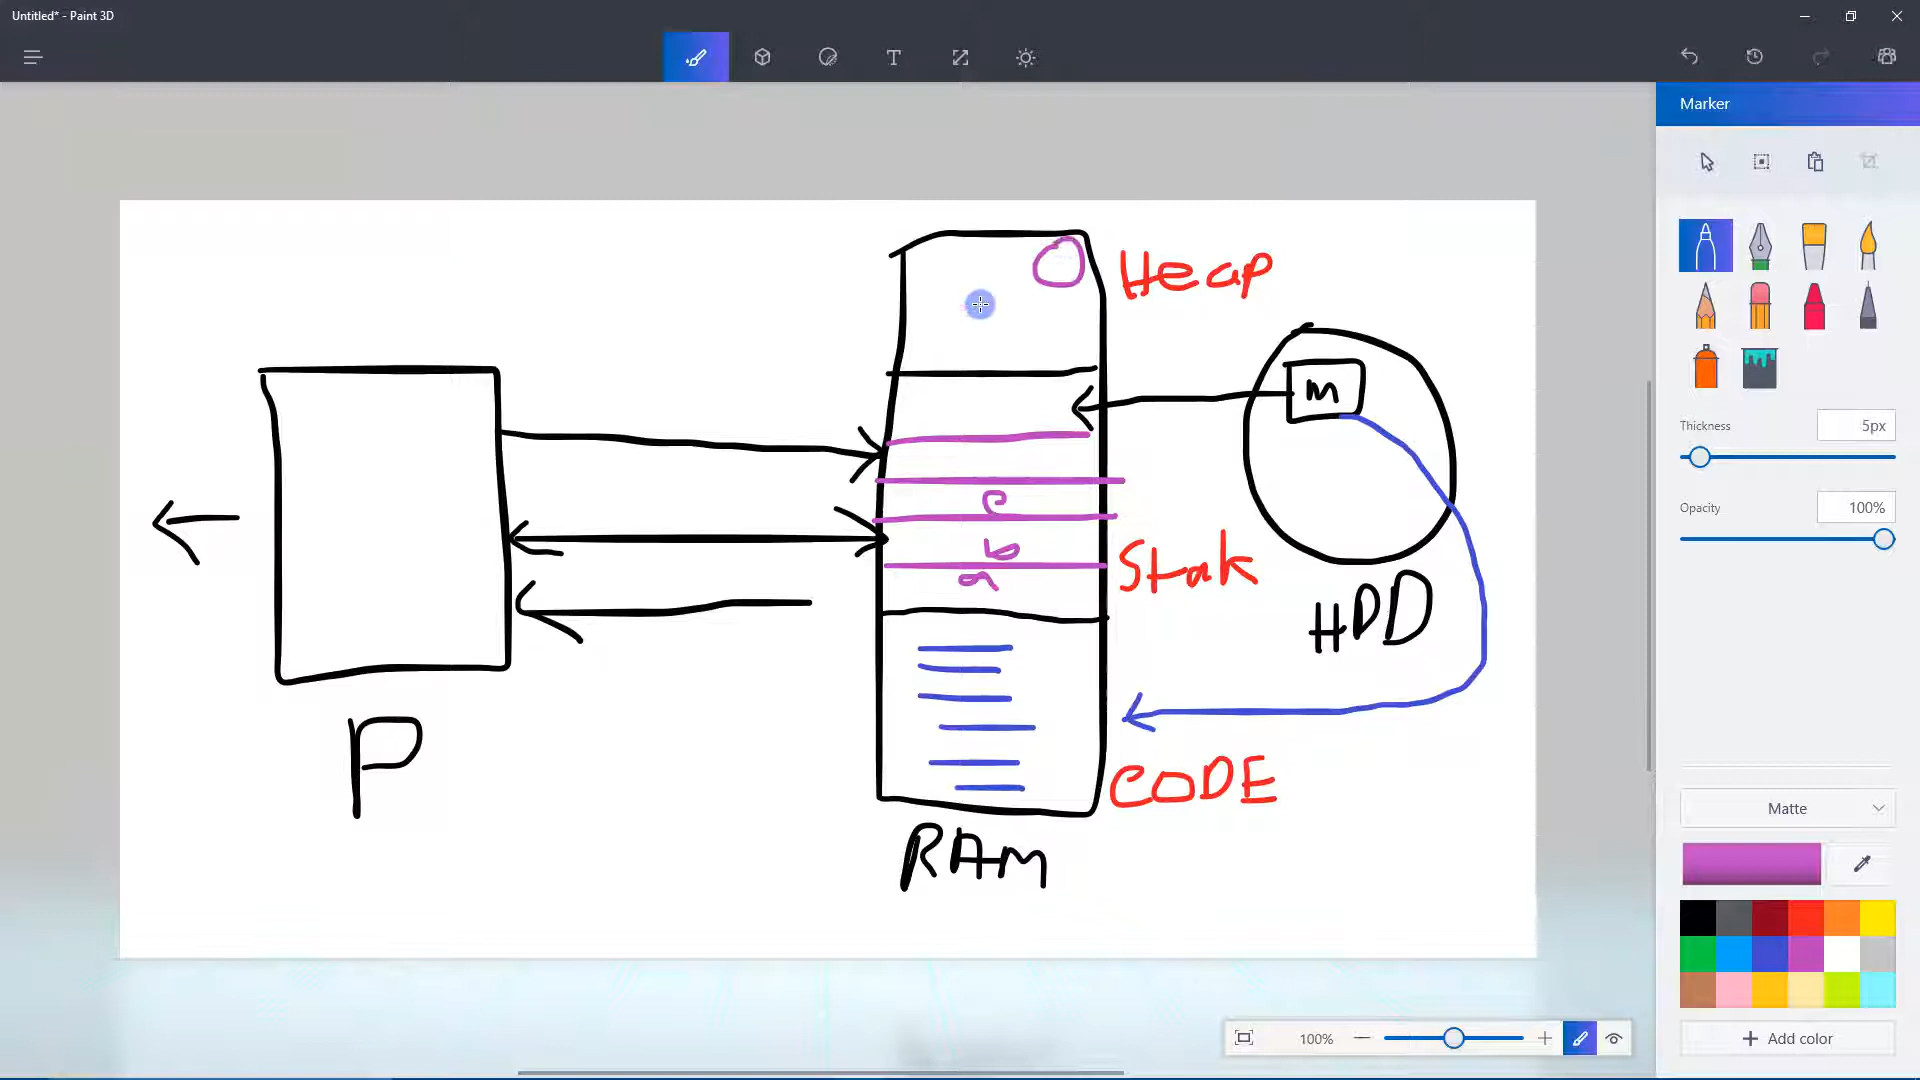 Untitled* - Paint 3D
Marker
Heap
m
Thickness
5px
Opacity
100%
c
b
a
Stak
HDD
P
CODE
RAM
Matte
100%
Add color